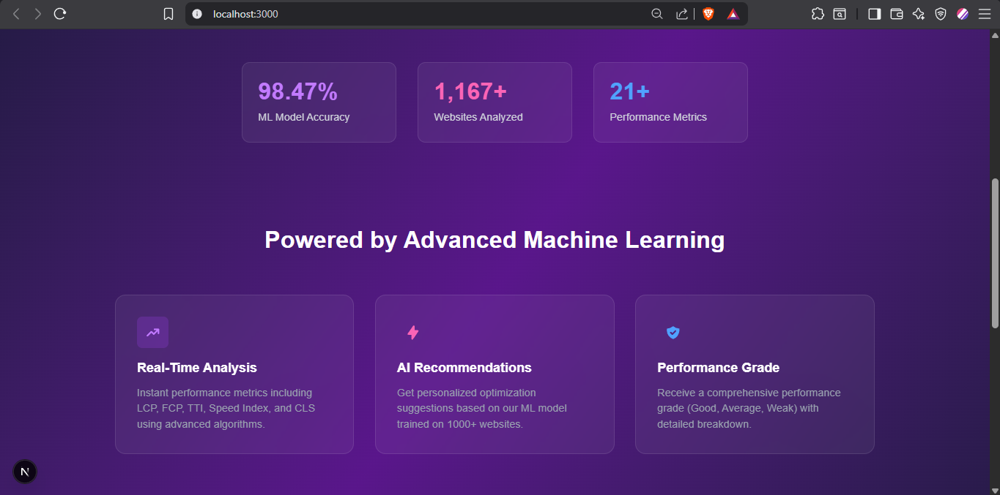 localhost:3000
98.47%
ML Model Accuracy
1,167+
Websites Analyzed
21+
Performance Metrics
Powered by Advanced Machine Learning
Real-Time Analysis
Instant performance metrics including
LCP, FCP, TTI, Speed Index, and CLS
using advanced algorithms.
AI Recommendations
Get personalized optimization
suggestions based on our ML model
trained on 1000+ websites.
Performance Grade
Receive a comprehensive performance
grade (Good, Average, Weak) with
detailed breakdown.
N